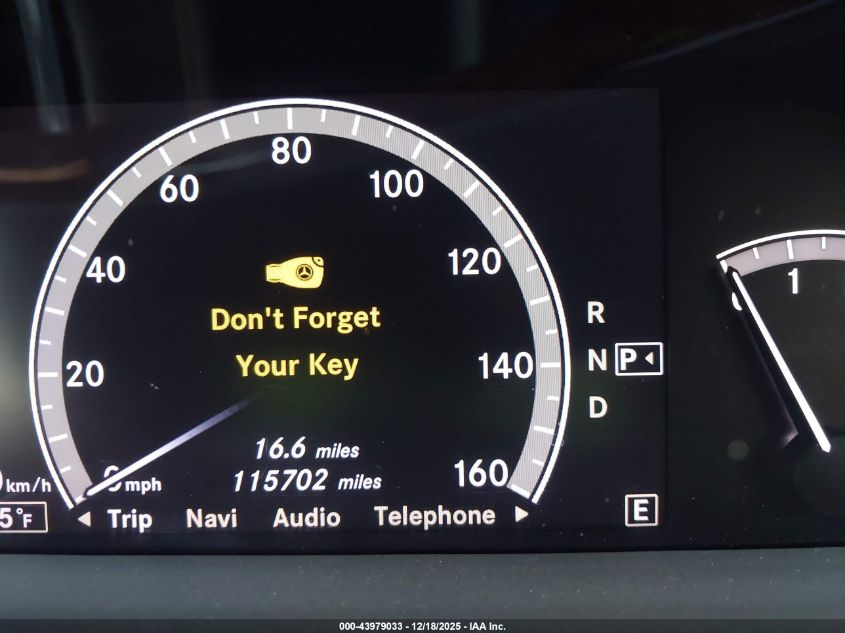 80
60
100
40
120
1
Don't Forget
R
Your Key
N P
20
140
D
16.6 miles
160
115702 miles
km/h
mph
5°F
Trip Navi Audio Telephone
E
000-43979033 - 12/18/2025 - IAA Inc.